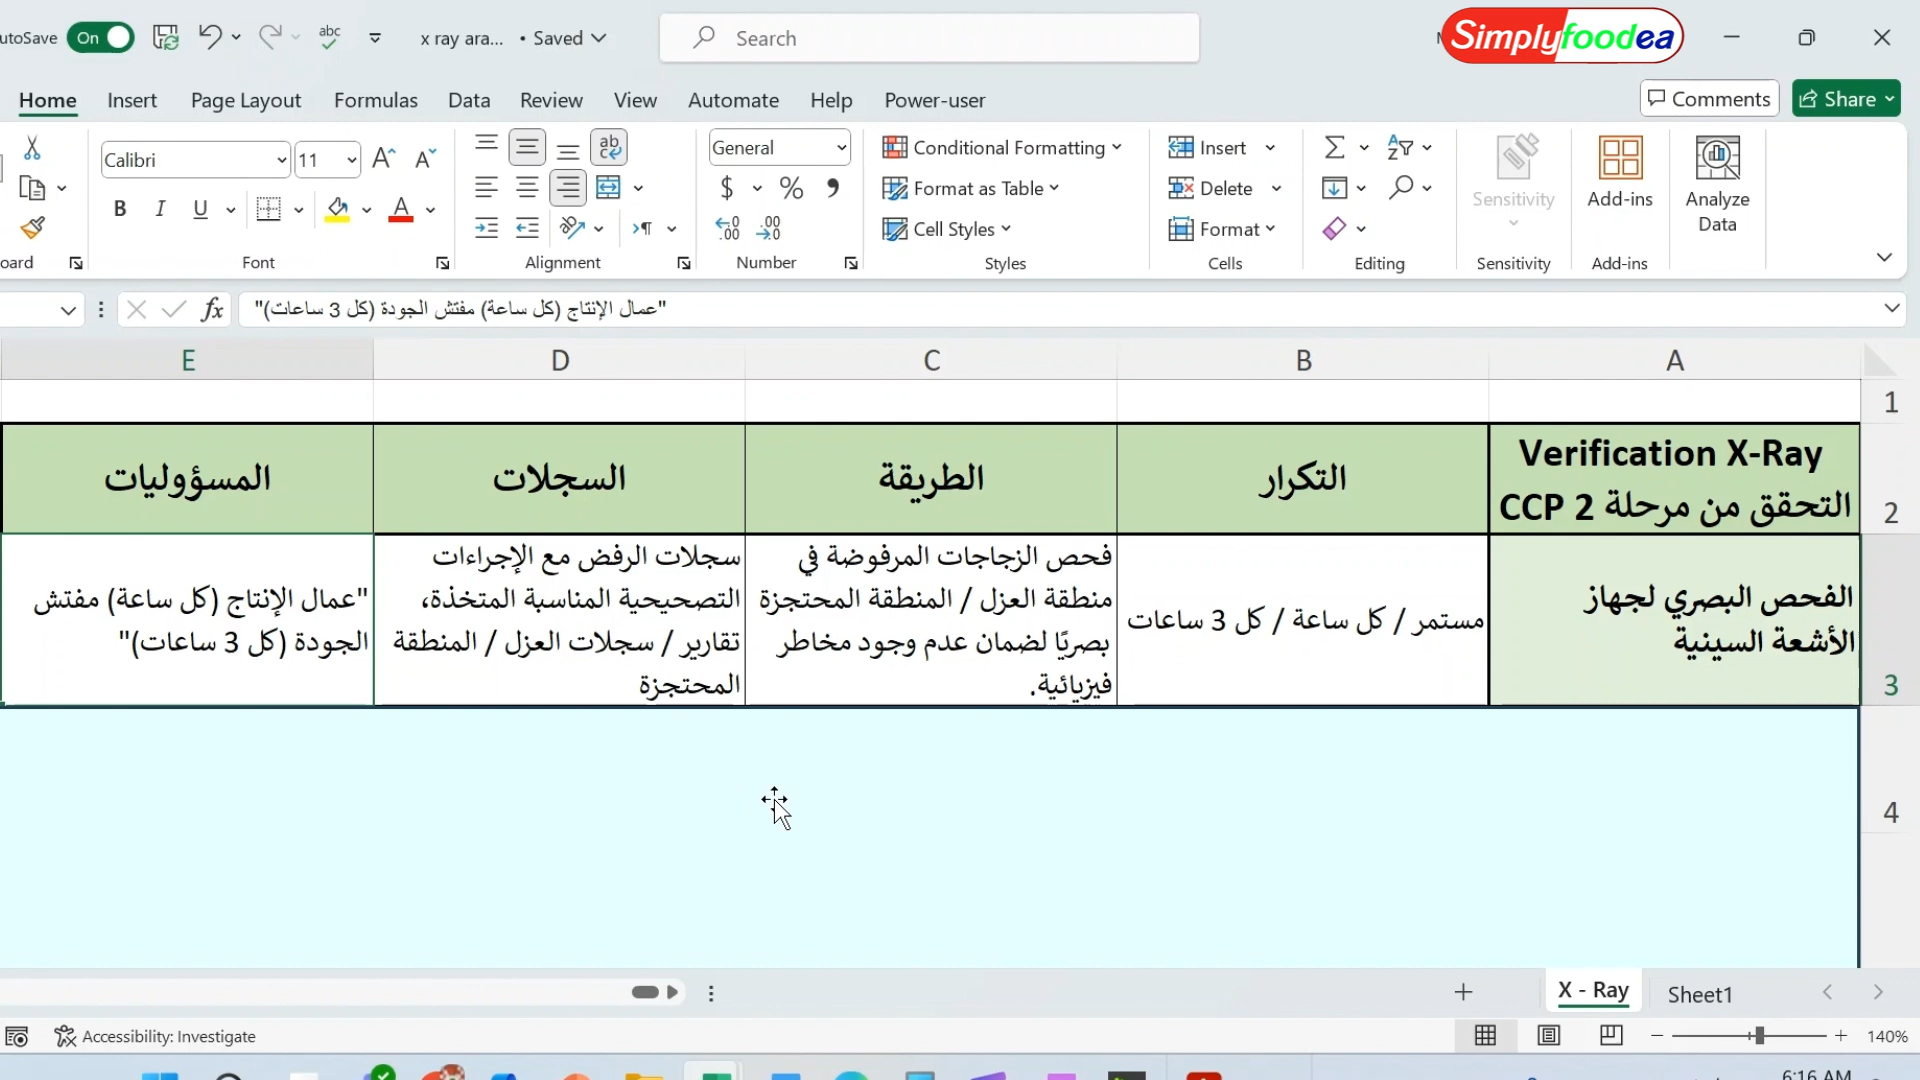 utoSave On
abc
x ray ara... • Saved
Search
Simplyfoodea
Home Insert Page Layout Formulas Data Review View Automate Help Power-user
Comments
Share
Calibri
11
General
Conditional Formatting
Format as Table
Cell Styles
Insert
Delete
Format
Sensitivity
Add-ins
Analyze
Data
oard
Font
Alignment
Number
Styles
Cells
Editing
Sensitivity
Add-ins
fx
"عمال الإنتاج (كل ساعة) مفتش الجودة (كل 3 ساعات)"
E D C B A
1
Verification X-Ray
التحقق من مرحلة CCP 2
التكرار
الطريقة
السجلات
المسؤوليات
2
الفحص البصري لجهاز
الأشعة السينية
مستمر / كل ساعة / كل 3 ساعات
فحص الزجاجات المرفوضة في
منطقة العزل / المنطقة المحتجزة
بصريًا لضمان عدم وجود مخاطر
فيزيائية.
سجلات الرفض مع الإجراءات
التصحيحية المناسبة المتخذة،
تقارير / سجلات العزل / المنطقة
المحتجزة
"عمال الإنتاج (كل ساعة) مفتش
الجودة (كل 3 ساعات)"
3
4
X - Ray
Sheet1
Accessibility: Investigate
140%
6:16 AM